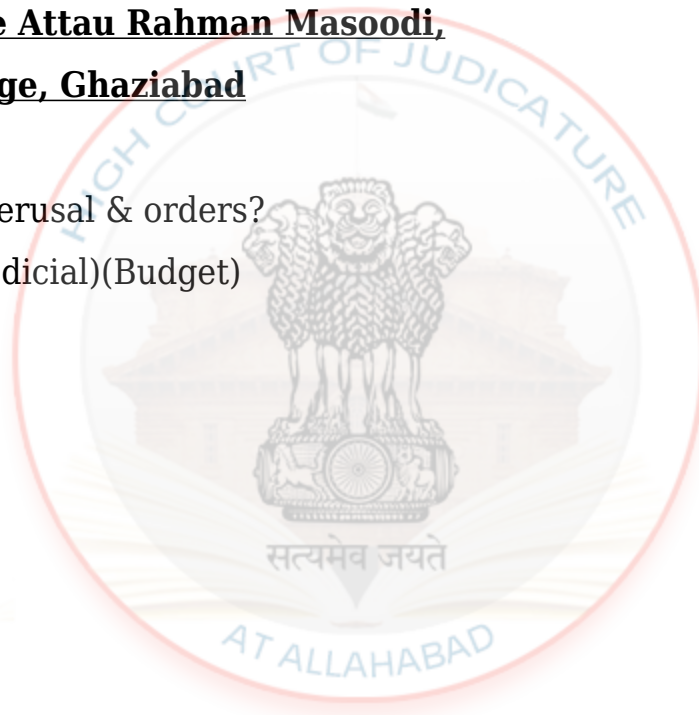 e Attau Rahman Masoodi,
ge, Ghaziabad
erusal & orders?
dicial)(Budget)
HIGH COURT OF JUDICATURE
सत्यमेव जयते
AT ALLAHABAD